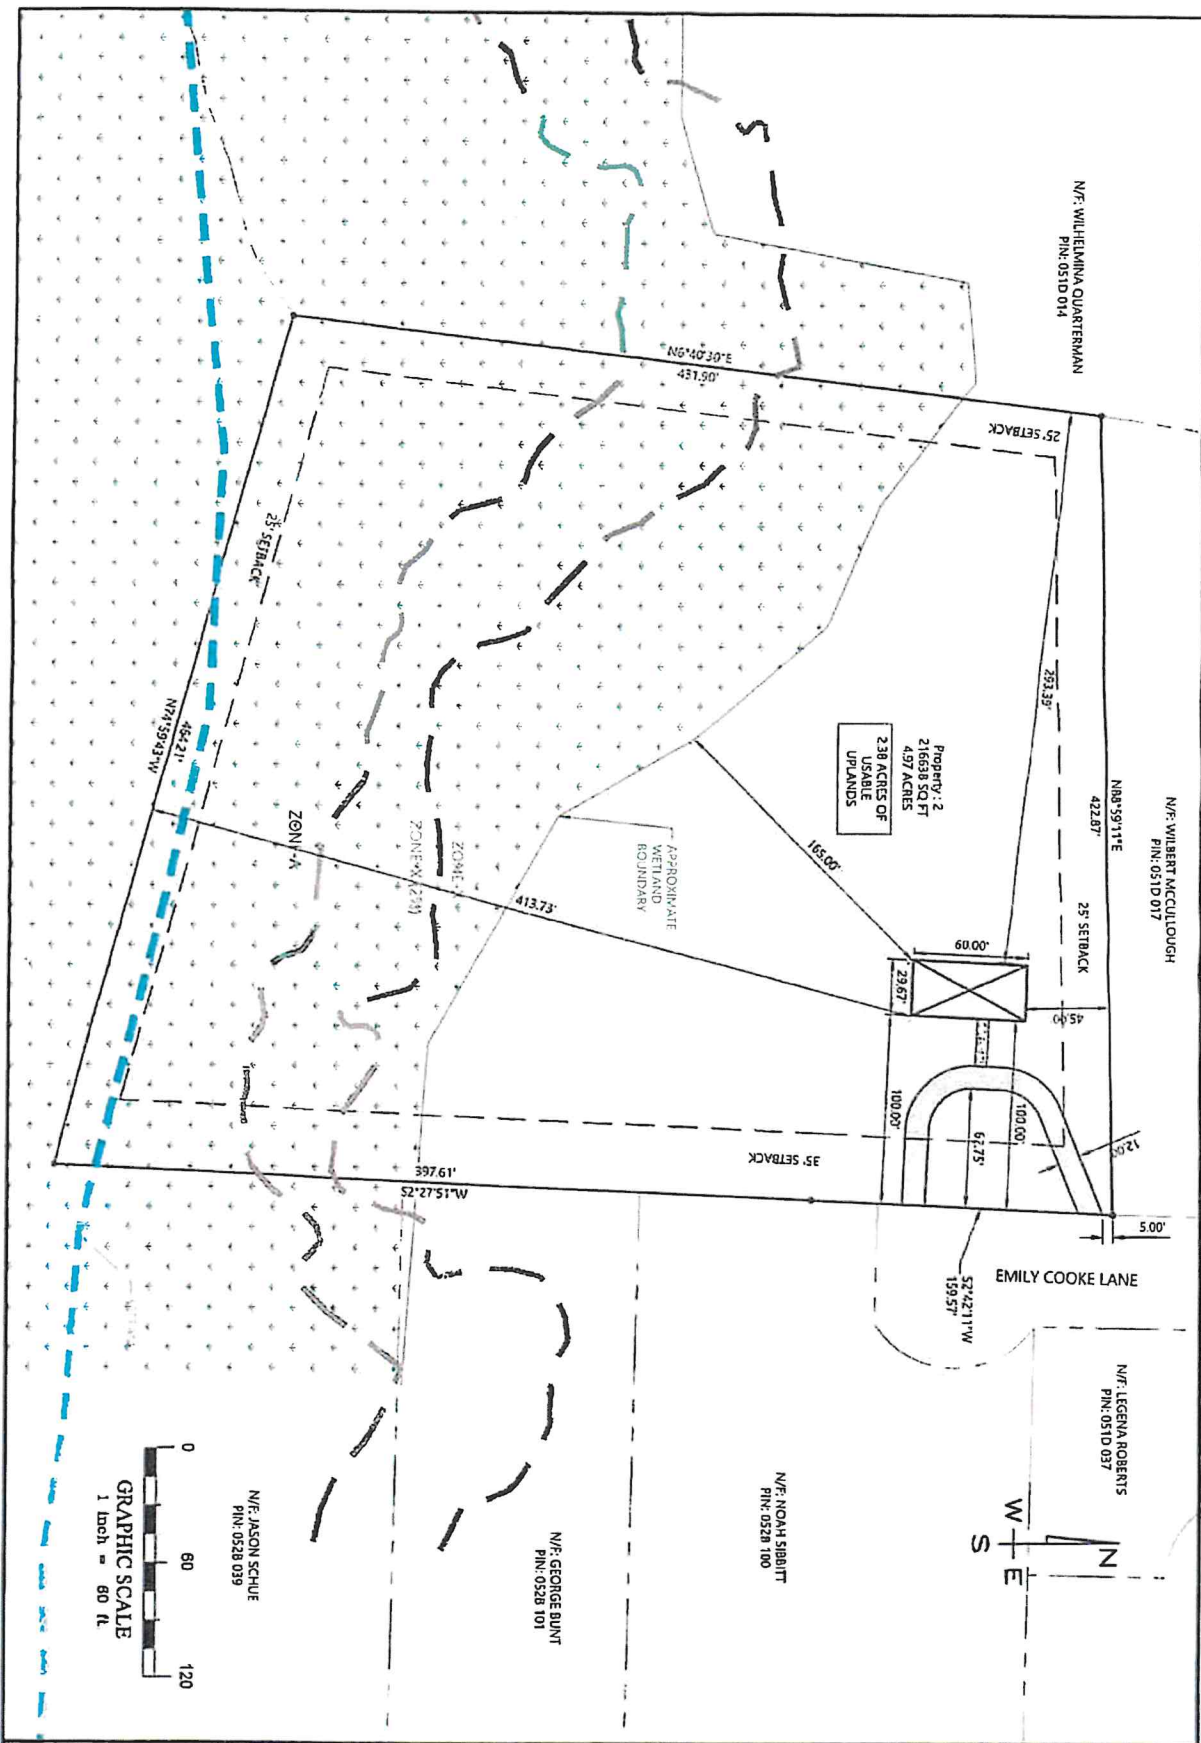 N/F: WILHELMINA QUARTERMAN
PIN: 051D 014
N/F: WILBERT MCCULLOUGH
PIN: 051D 017
N88°59'11"E
422.87'
25' SETBACK
N6°40'30"E
431.90'
25' SETBACK
293.39'
Property: 2
216638 SQ FT
4.97 ACRES
2.38 ACRES OF
USABLE
UPLANDS
165.00'
60.00'
29.67'
45.00
100.00'
100.00'
62.75'
12.00'
5.00'
EMILY COOKE LANE
S2°42'11"W
159.57'
35' SETBACK
397.61'
S2°27'51"W
APPROXIMATE
WETLAND
BOUNDARY
413.73'
ZONE-A
25' SETBACK
464.21'
N74°59'43"W
N/F: LEGENA ROBERTS
PIN: 051D 037
N/F: NOAH SIBBITT
PIN: 052B 100
N/F: GEORGE BUNT
PIN: 052B 101
N/F: JASON SCHUE
PIN: 052B 039
N
W E
S
0 60 120
GRAPHIC SCALE
1 inch = 60 ft.